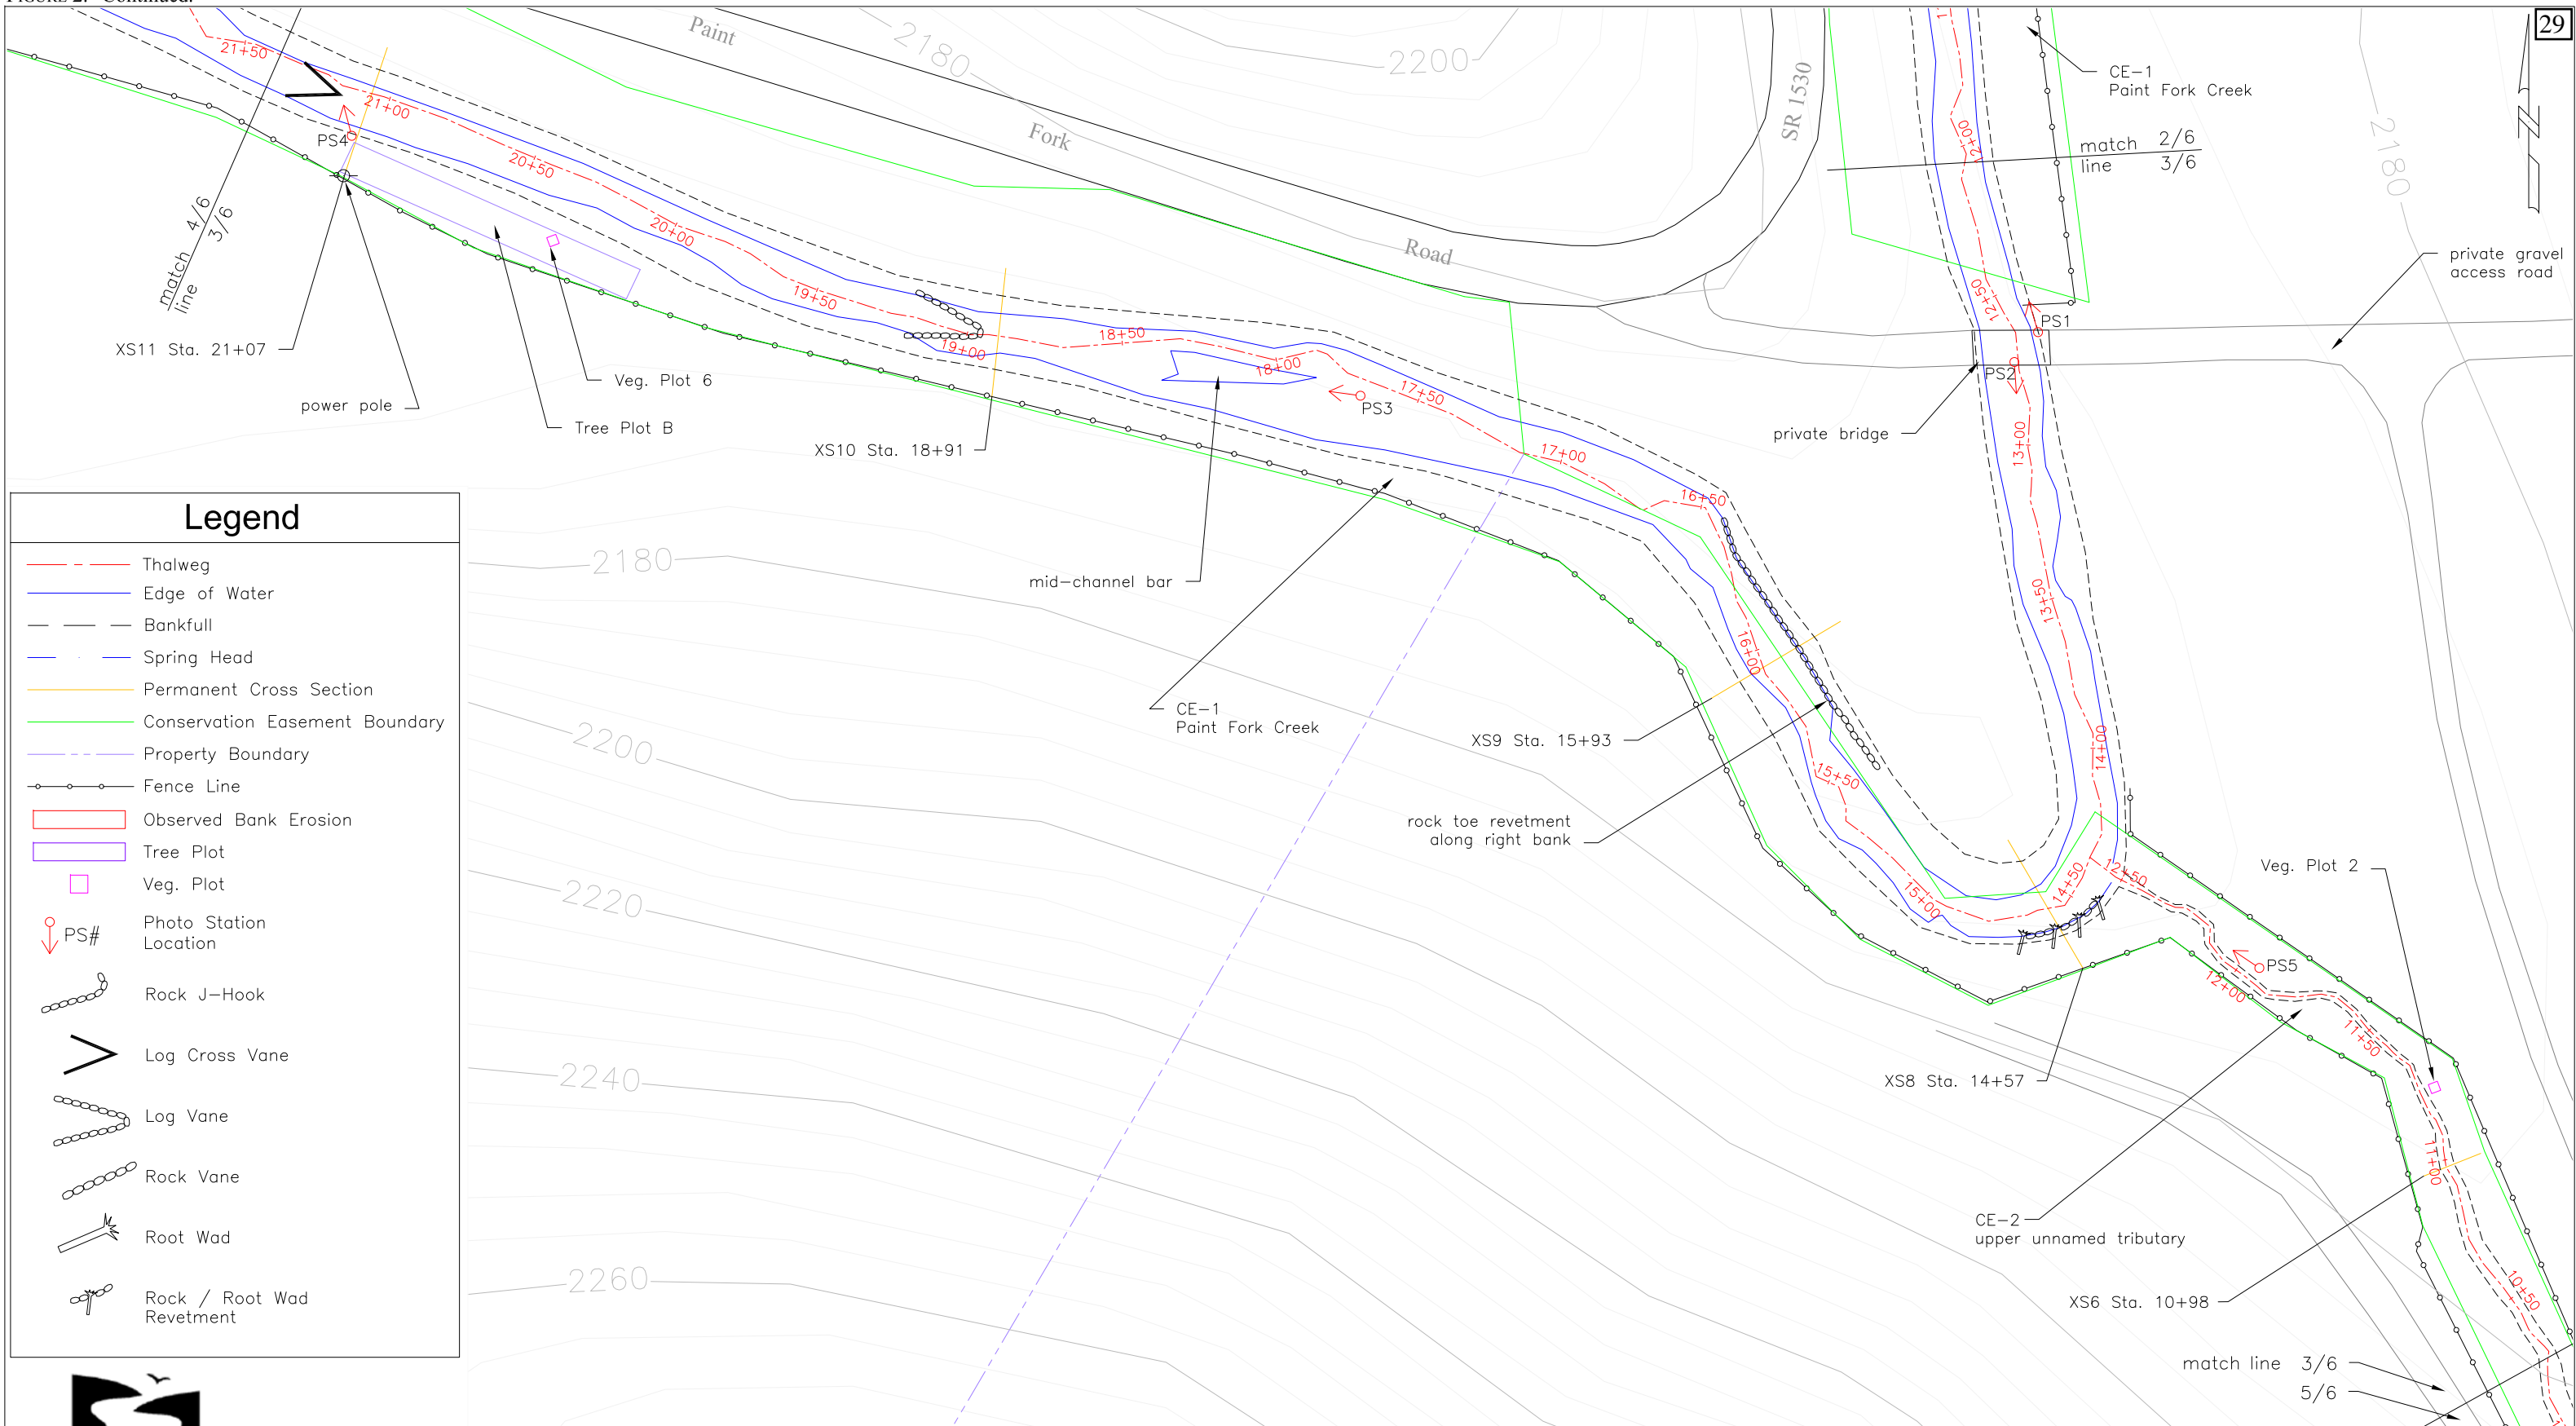 FIGURE 2. Continued.
29
Paint
Fork
Road
SR 1530
2180
2200
2180
CE-1
Paint Fork Creek
match 2/6
line 3/6
private gravel
access road
21+50
21+00
20+50
20+00
19+50
19+00
18+50
18+00
17+50
17+00
16+50
19+00
15+50
15+00
14+50
14+00
13+50
13+00
12+50
12+00
PS4
PS1
PS2
PS3
PS5
match 4/6
line 3/6
XS11 Sta. 21+07
power pole
Veg. Plot 6
Tree Plot B
XS10 Sta. 18+91
private bridge
mid-channel bar
CE-1
Paint Fork Creek
XS9 Sta. 15+93
rock toe revetment
along right bank
Veg. Plot 2
12+50
12+00
11+50
11+00
10+50
XS8 Sta. 14+57
CE-2
upper unnamed tributary
XS6 Sta. 10+98
match line 3/6
5/6
2180
2200
2220
2240
2260
Legend
Thalweg
Edge of Water
Bankfull
Spring Head
Permanent Cross Section
Conservation Easement Boundary
Property Boundary
Fence Line
Observed Bank Erosion
Tree Plot
Veg. Plot
PS#
Photo Station
Location
Rock J-Hook
Log Cross Vane
Log Vane
Rock Vane
Root Wad
Rock / Root Wad
Revetment
N